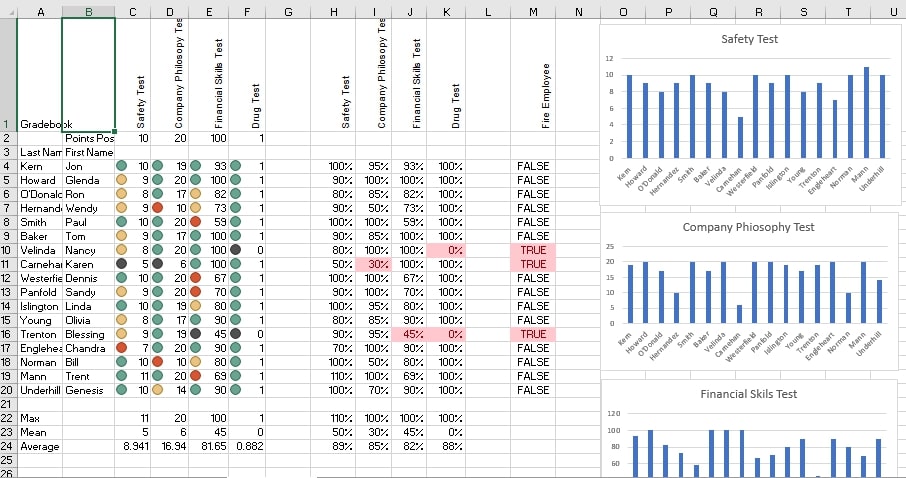 A B C D E F G H I J K L M N O P Q R S T U
1 Gradebook Safety Test Company Philosopy Tes Financial Skills Test Drug Test Safety Test Company Philosopy Tes Financial Skills Test Drug Test Fire Employee
2 Points Pos 10 20 100 1
3 Last Nam First Name
4 Kern Jon 10 19 93 1 100% 95% 93% 100% FALSE
5 Howard Glenda 9 20 100 1 90% 100% 100% 100% FALSE
6 O'Donald Ron 8 17 82 1 80% 85% 82% 100% FALSE
7 Hernand Wendy 9 10 73 1 90% 50% 73% 100% FALSE
8 Smith Paul 10 20 59 1 100% 100% 59% 100% FALSE
9 Baker Tom 9 17 100 1 90% 85% 100% 100% FALSE
10 Velinda Nancy 8 20 100 0 80% 100% 100% 0% TRUE
11 Carnehar Karen 5 6 100 1 50% 30% 100% 100% TRUE
12 Westerfie Dennis 10 20 67 1 100% 100% 67% 100% FALSE
13 Panfold Sandy 9 20 70 1 90% 100% 70% 100% FALSE
14 Islington Linda 10 19 80 1 100% 95% 80% 100% FALSE
15 Young Olivia 8 17 90 1 80% 85% 90% 100% FALSE
16 Trenton Blessing 9 19 45 0 90% 95% 45% 0% TRUE
17 Englehea Chandra 7 20 90 1 70% 100% 90% 100% FALSE
18 Norman Bill 10 10 80 1 100% 50% 80% 100% FALSE
19 Mann Trent 11 20 69 1 110% 100% 69% 100% FALSE
20 Underhill Genesis 10 14 90 1 100% 70% 90% 100% FALSE
21
22 Max 11 20 100 1 110% 100% 100% 100%
23 Mean 5 6 45 0 50% 30% 45% 0%
24 Average 8.941 16.94 81.65 0.882 89% 85% 82% 88%
25
26
Safety Test
12
10
8
6
4
2
0
Kern Howard O'Donald Hernandez Smith Baker Velinda Carnehan Westerfield Panfold Islington Young Trenton Engleheart Norman Mann Underhill
Company Phiosophy Test
25
20
15
10
5
0
Kern Howard O'Donald Hernandez Smith Baker Velinda Carnehan Westerfield Panfold Islington Young Trenton Engleheart Norman Mann Underhill
Financial Skils Test
120
100
80
60